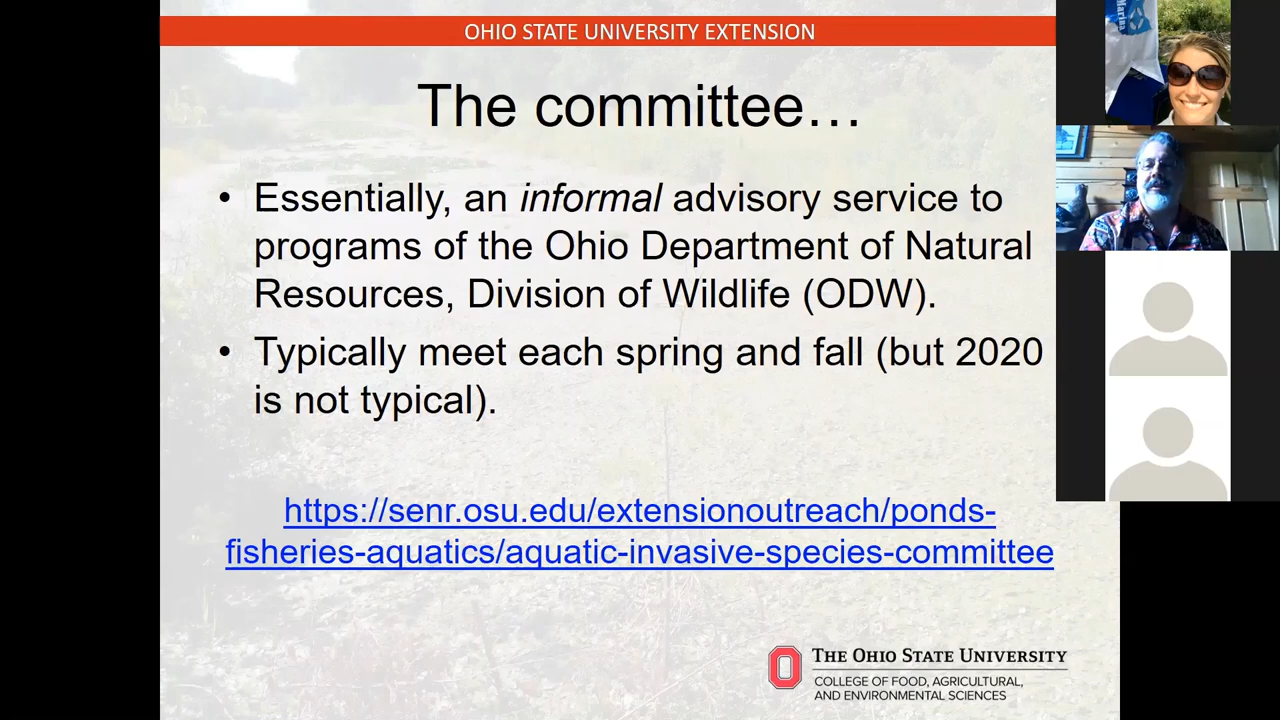 OHIO STATE UNIVERSITY EXTENSION
The committee…
• Essentially, an informal advisory service to
programs of the Ohio Department of Natural
Resources, Division of Wildlife (ODW).
• Typically meet each spring and fall (but 2020
is not typical).
https://senr.osu.edu/extensionoutreach/ponds-
fisheries-aquatics/aquatic-invasive-species-committee
THE OHIO STATE UNIVERSITY
COLLEGE OF FOOD, AGRICULTURAL,
AND ENVIRONMENTAL SCIENCES
Marina